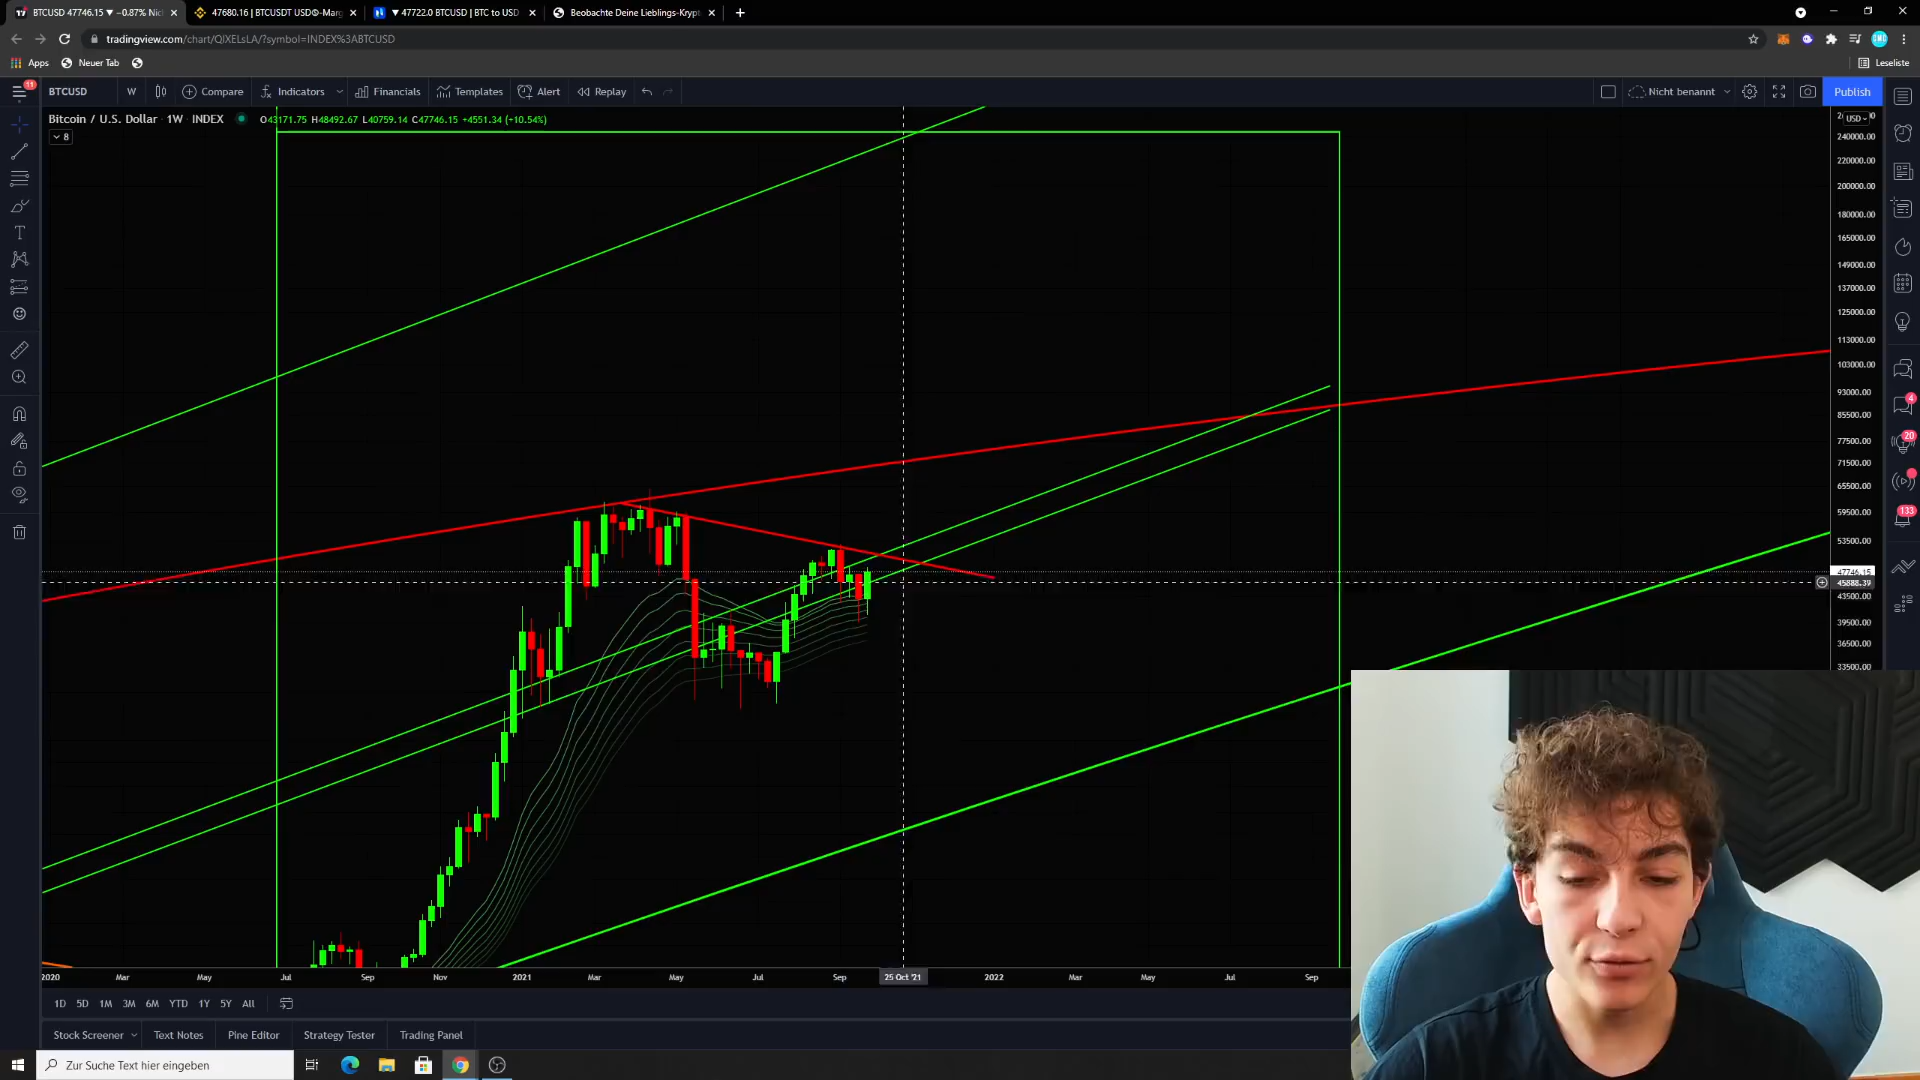 BTCUSD 47746.15 ▼ −0.87% Nic
47680.16 | BTCUSDT USDⓈ-Marg
▼ 47722.0 BTCUSD | BTC to USD
Beobachte Deine Lieblings-Krypt
tradingview.com/chart/QIXELsLA/?symbol=INDEX%3ABTCUSD
Apps
Neuer Tab
Leseliste
11
BTCUSD
W
Compare
Indicators
Financials
Templates
Alert
Replay
Nicht benannt
Publish
Bitcoin / U.S. Dollar · 1W · INDEX
O43171.75 H48492.67 L40759.14 C47746.15 +4551.34 (+10.54%)
8
USD
240000.00
220000.00
200000.00
180000.00
165000.00
149000.00
137000.00
125000.00
113000.00
103000.00
93000.00
85500.00
77500.00
71500.00
65500.00
59500.00
53500.00
47746.15
45888.39
43500.00
39500.00
36500.00
33500.00
4
20
133
2020
Mar
May
Jul
Sep
Nov
2021
Mar
May
Jul
Sep
25 Oct '21
2022
Mar
May
Jul
Sep
1D
5D
1M
3M
6M
YTD
1Y
5Y
All
Stock Screener
Text Notes
Pine Editor
Strategy Tester
Trading Panel
Zur Suche Text hier eingeben